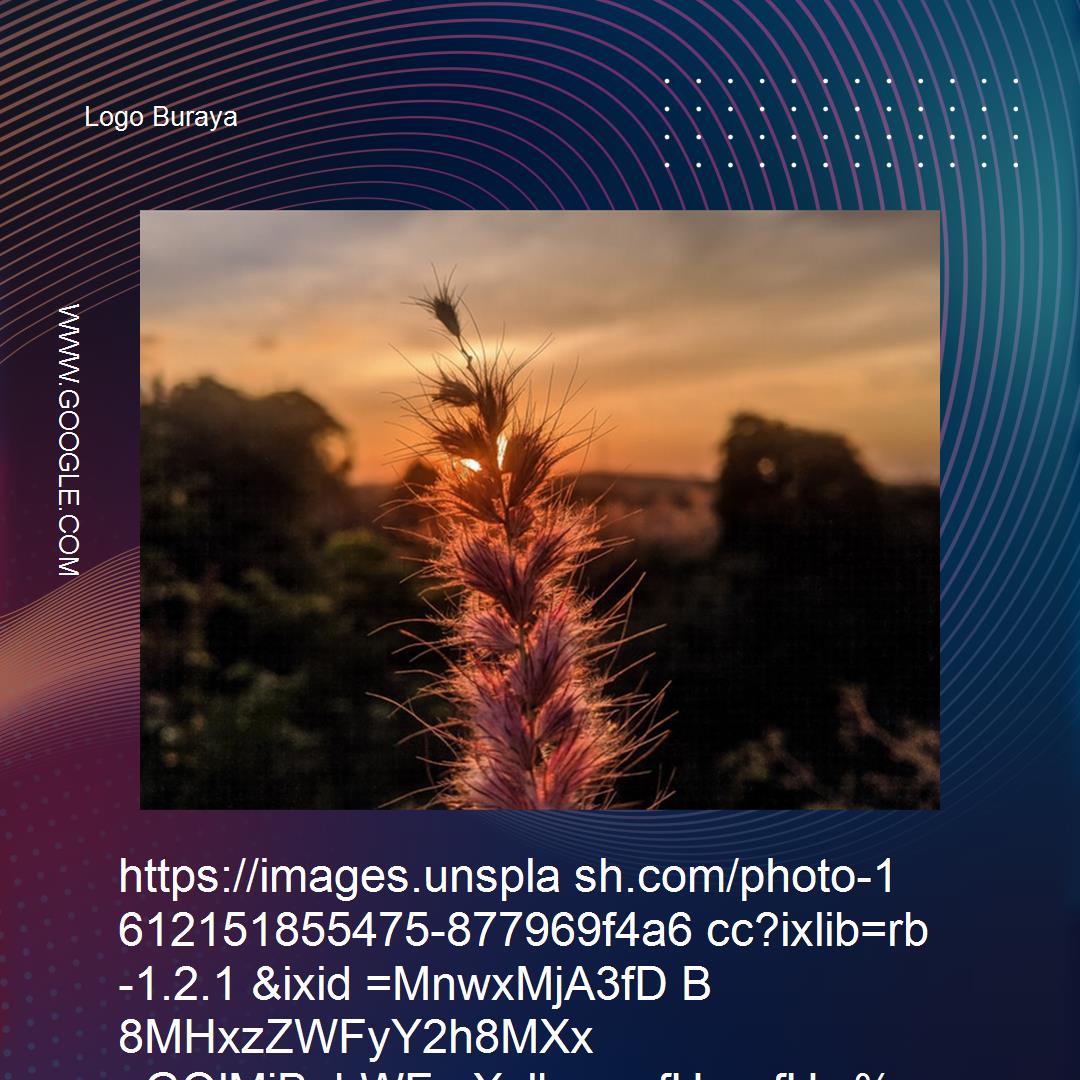 Logo Buraya
WWW.GOOGLE.COM
https://images.unspla sh.com/photo-1
612151855475-877969f4a6 cc?ixlib=rb
-1.2.1 &ixid =MnwxMjA3fD B
8MHxzZWFyY2h8MXx